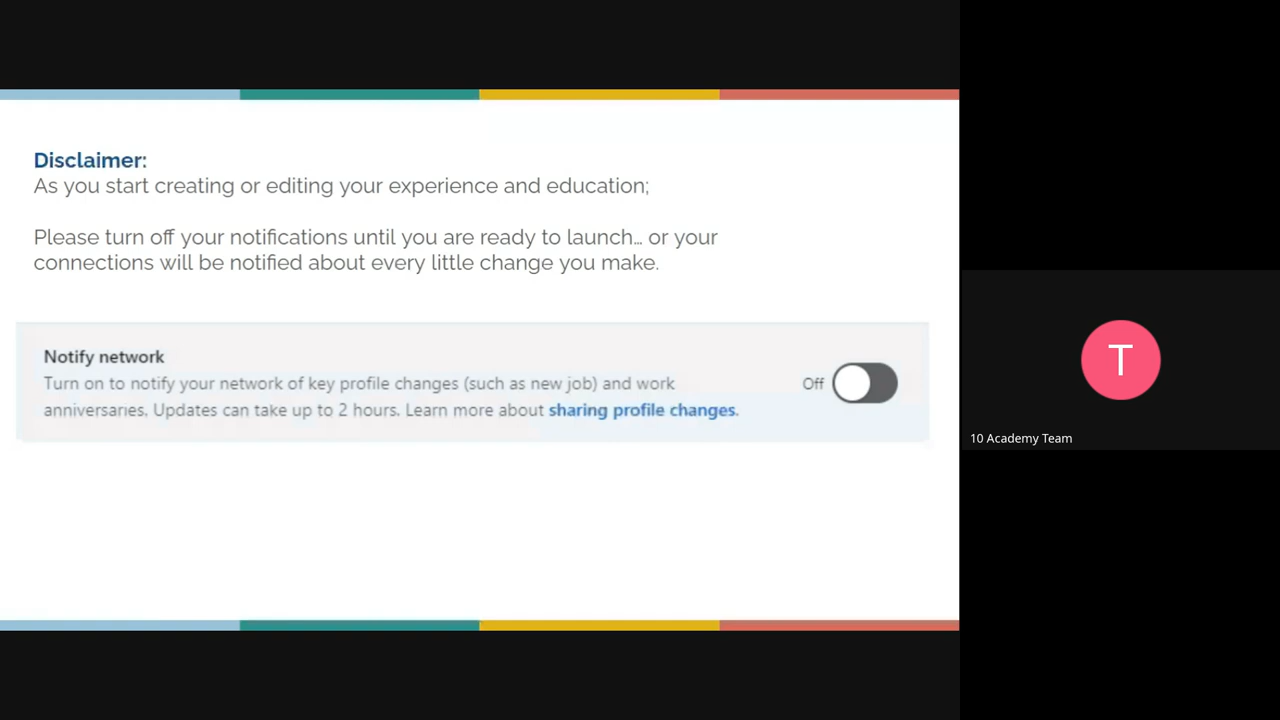 Disclaimer:
As you start creating or editing your experience and education;
Please turn off your notifications until you are ready to launch… or your
connections will be notified about every little change you make.
Notify network
Turn on to notify your network of key profile changes (such as new job) and work
anniversaries. Updates can take up to 2 hours. Learn more about sharing profile changes.
Off
T
10 Academy Team